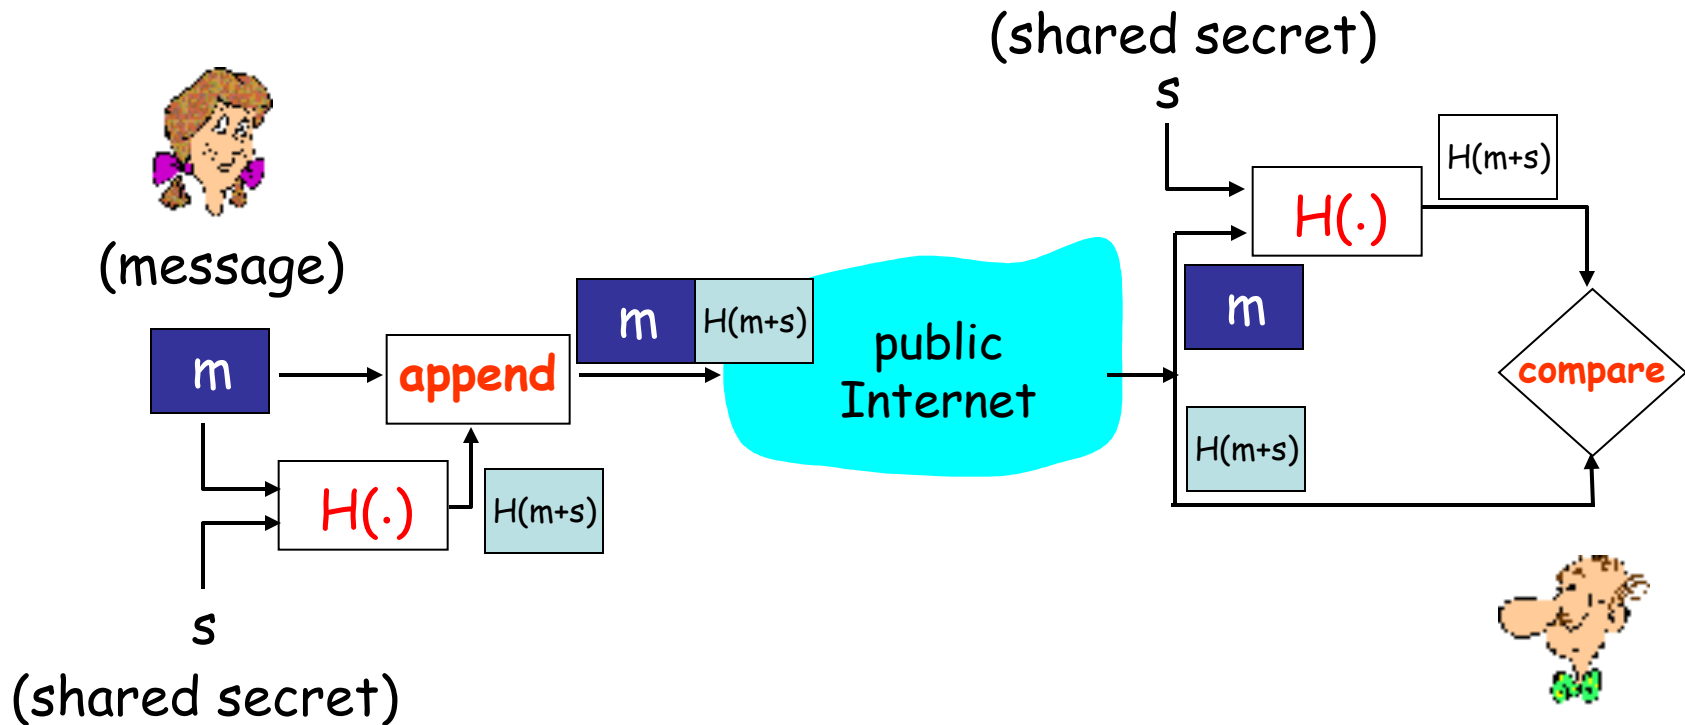 (shared secret)
s
H(m+s)
H(.)
(message)
m
H(m+s)
m
public
Internet
m
append
compare
H(m+s)
H(.)
H(m+s)
s
(shared secret)